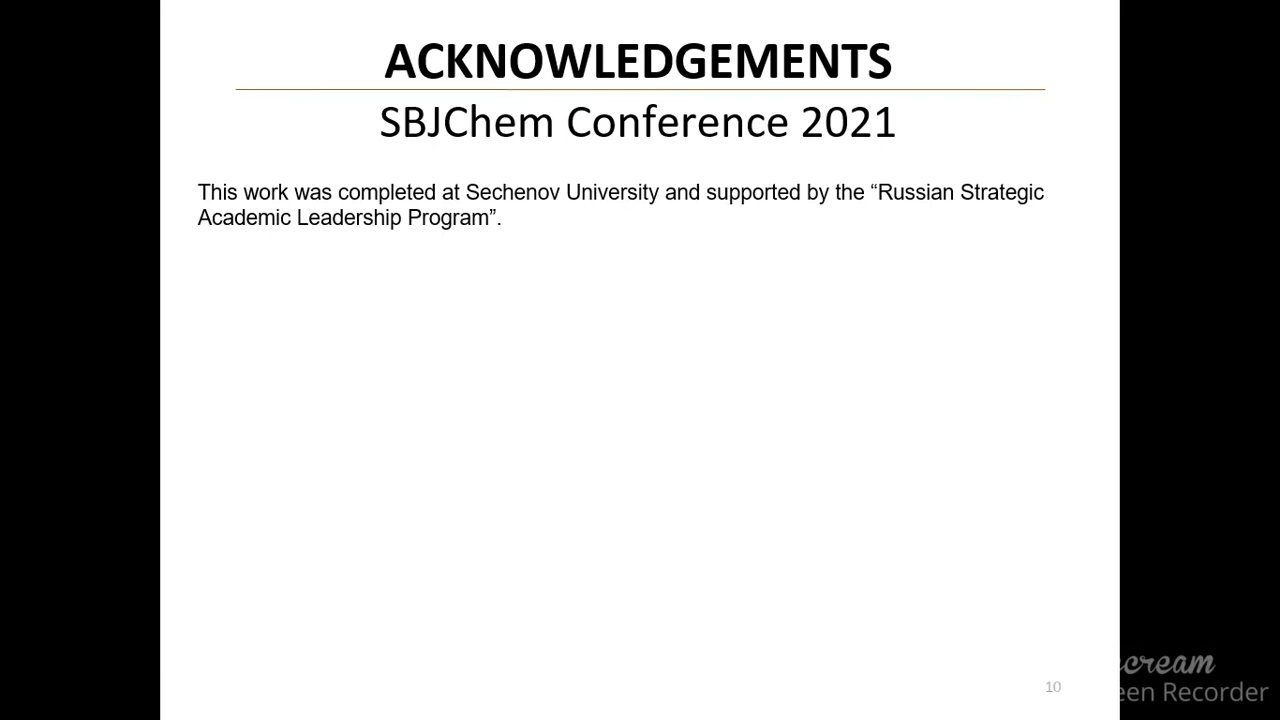 ACKNOWLEDGEMENTS
SBJChem Conference 2021
This work was completed at Sechenov University and supported by the “Russian Strategic
Academic Leadership Program”.
10
Recorder